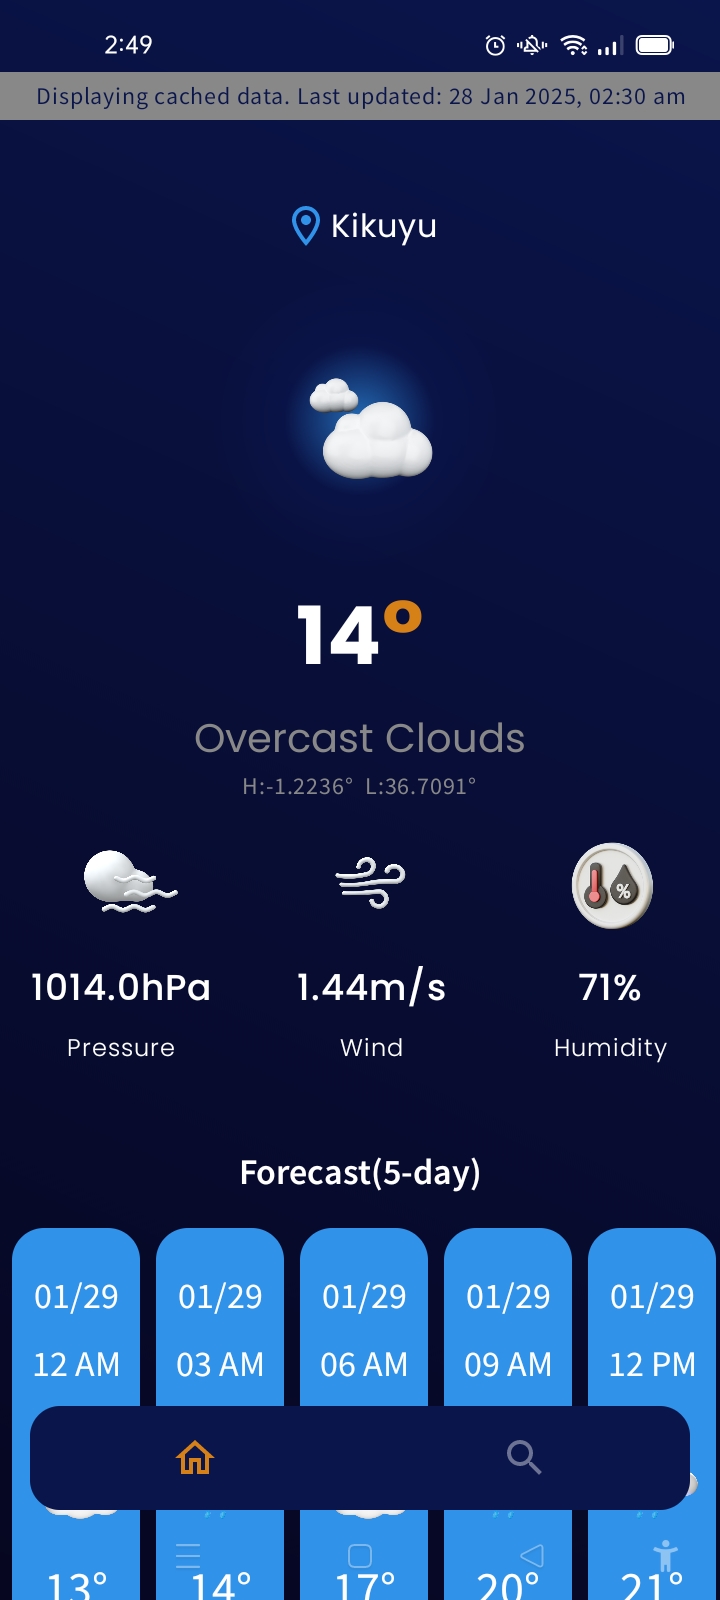 2:49
Displaying cached data. Last updated: 28 Jan 2025, 02:30 am
Kikuyu
14°
Overcast Clouds
H:-1.2236° L:36.7091°
%
1014.0hPa 1.44m/s 71%
Pressure Wind Humidity
Forecast(5-day)
01/29 01/29 01/29 01/29 01/29
12 AM 03 AM 06 AM 09 AM 12 PM
13° 14° 17° 20° 21°